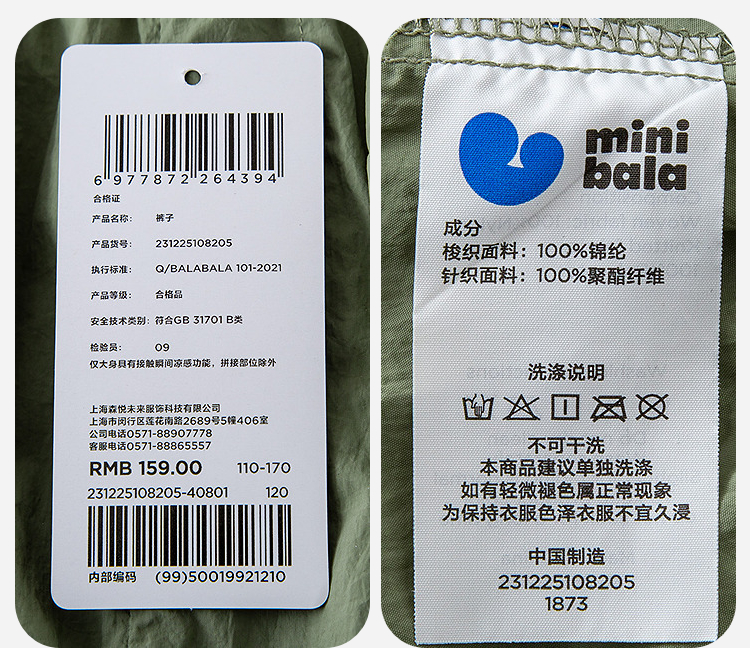 6 977872 264394
合格证
产品名称: 裤子
产品货号: 231225108205
执行标准: Q/BALABALA 101-2021
产品等级: 合格品
安全技术类别: 符合GB 31701 B类
检验员: 09
仅大身具有接触瞬间凉感功能，拼接部位除外
上海森悦未来服饰科技有限公司
上海市闵行区莲花南路2689号5幢406室
公司电话0571-88907778
客服电话0571-88865557
RMB 159.00 110-170
231225108205-40801 120
内部编码 (99)50019921210
mini
bala
成分
梭织面料：100%锦纶
针织面料：100%聚酯纤维
洗涤说明
不可干洗
本商品建议单独洗涤
如有轻微褪色属正常现象
为保持衣服色泽衣服不宜久浸
中国制造
231225108205
1873